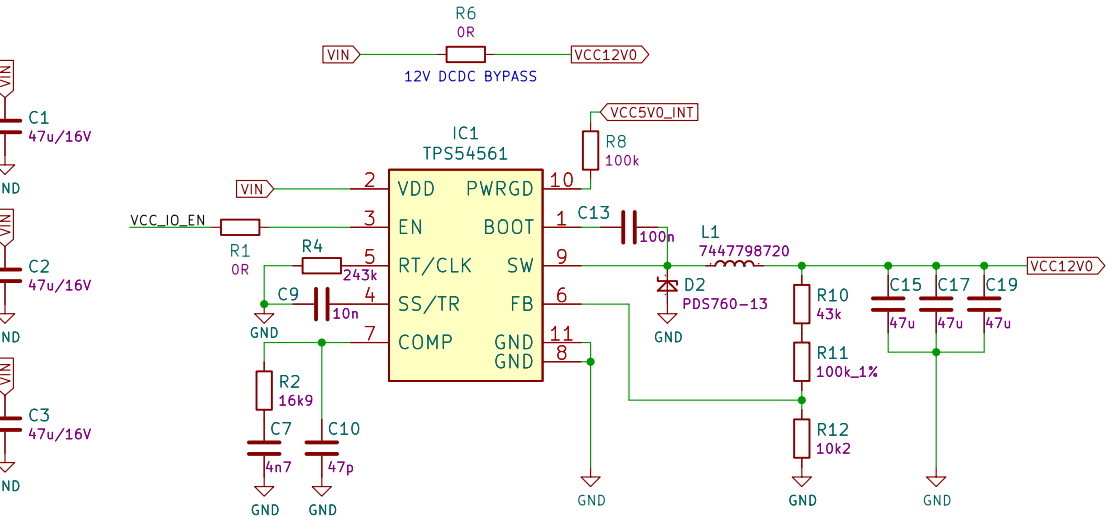 R6
0R
VIN
VCC12V0
12V DCDC BYPASS
VIN
C1
47u/16V
GND
VIN
C2
47u/16V
GND
VIN
C3
47u/16V
GND
IC1
TPS54561
VCC5V0_INT
R8
100k
VIN
2
VDD
PWRGD
10
VCC_IO_EN
R1
0R
3
EN
BOOT
1
C13
100n
R4
243k
5
RT/CLK
SW
9
L1
7447798720
VCC12V0
D2
PDS760-13
GND
C9
10n
GND
4
SS/TR
FB
6
R10
43k
C15
47u
C17
47u
C19
47u
7
COMP
GND
11
GND
8
R11
100k_1%
R2
16k9
C7
4n7
GND
C10
47p
GND
GND
R12
10k2
GND
GND